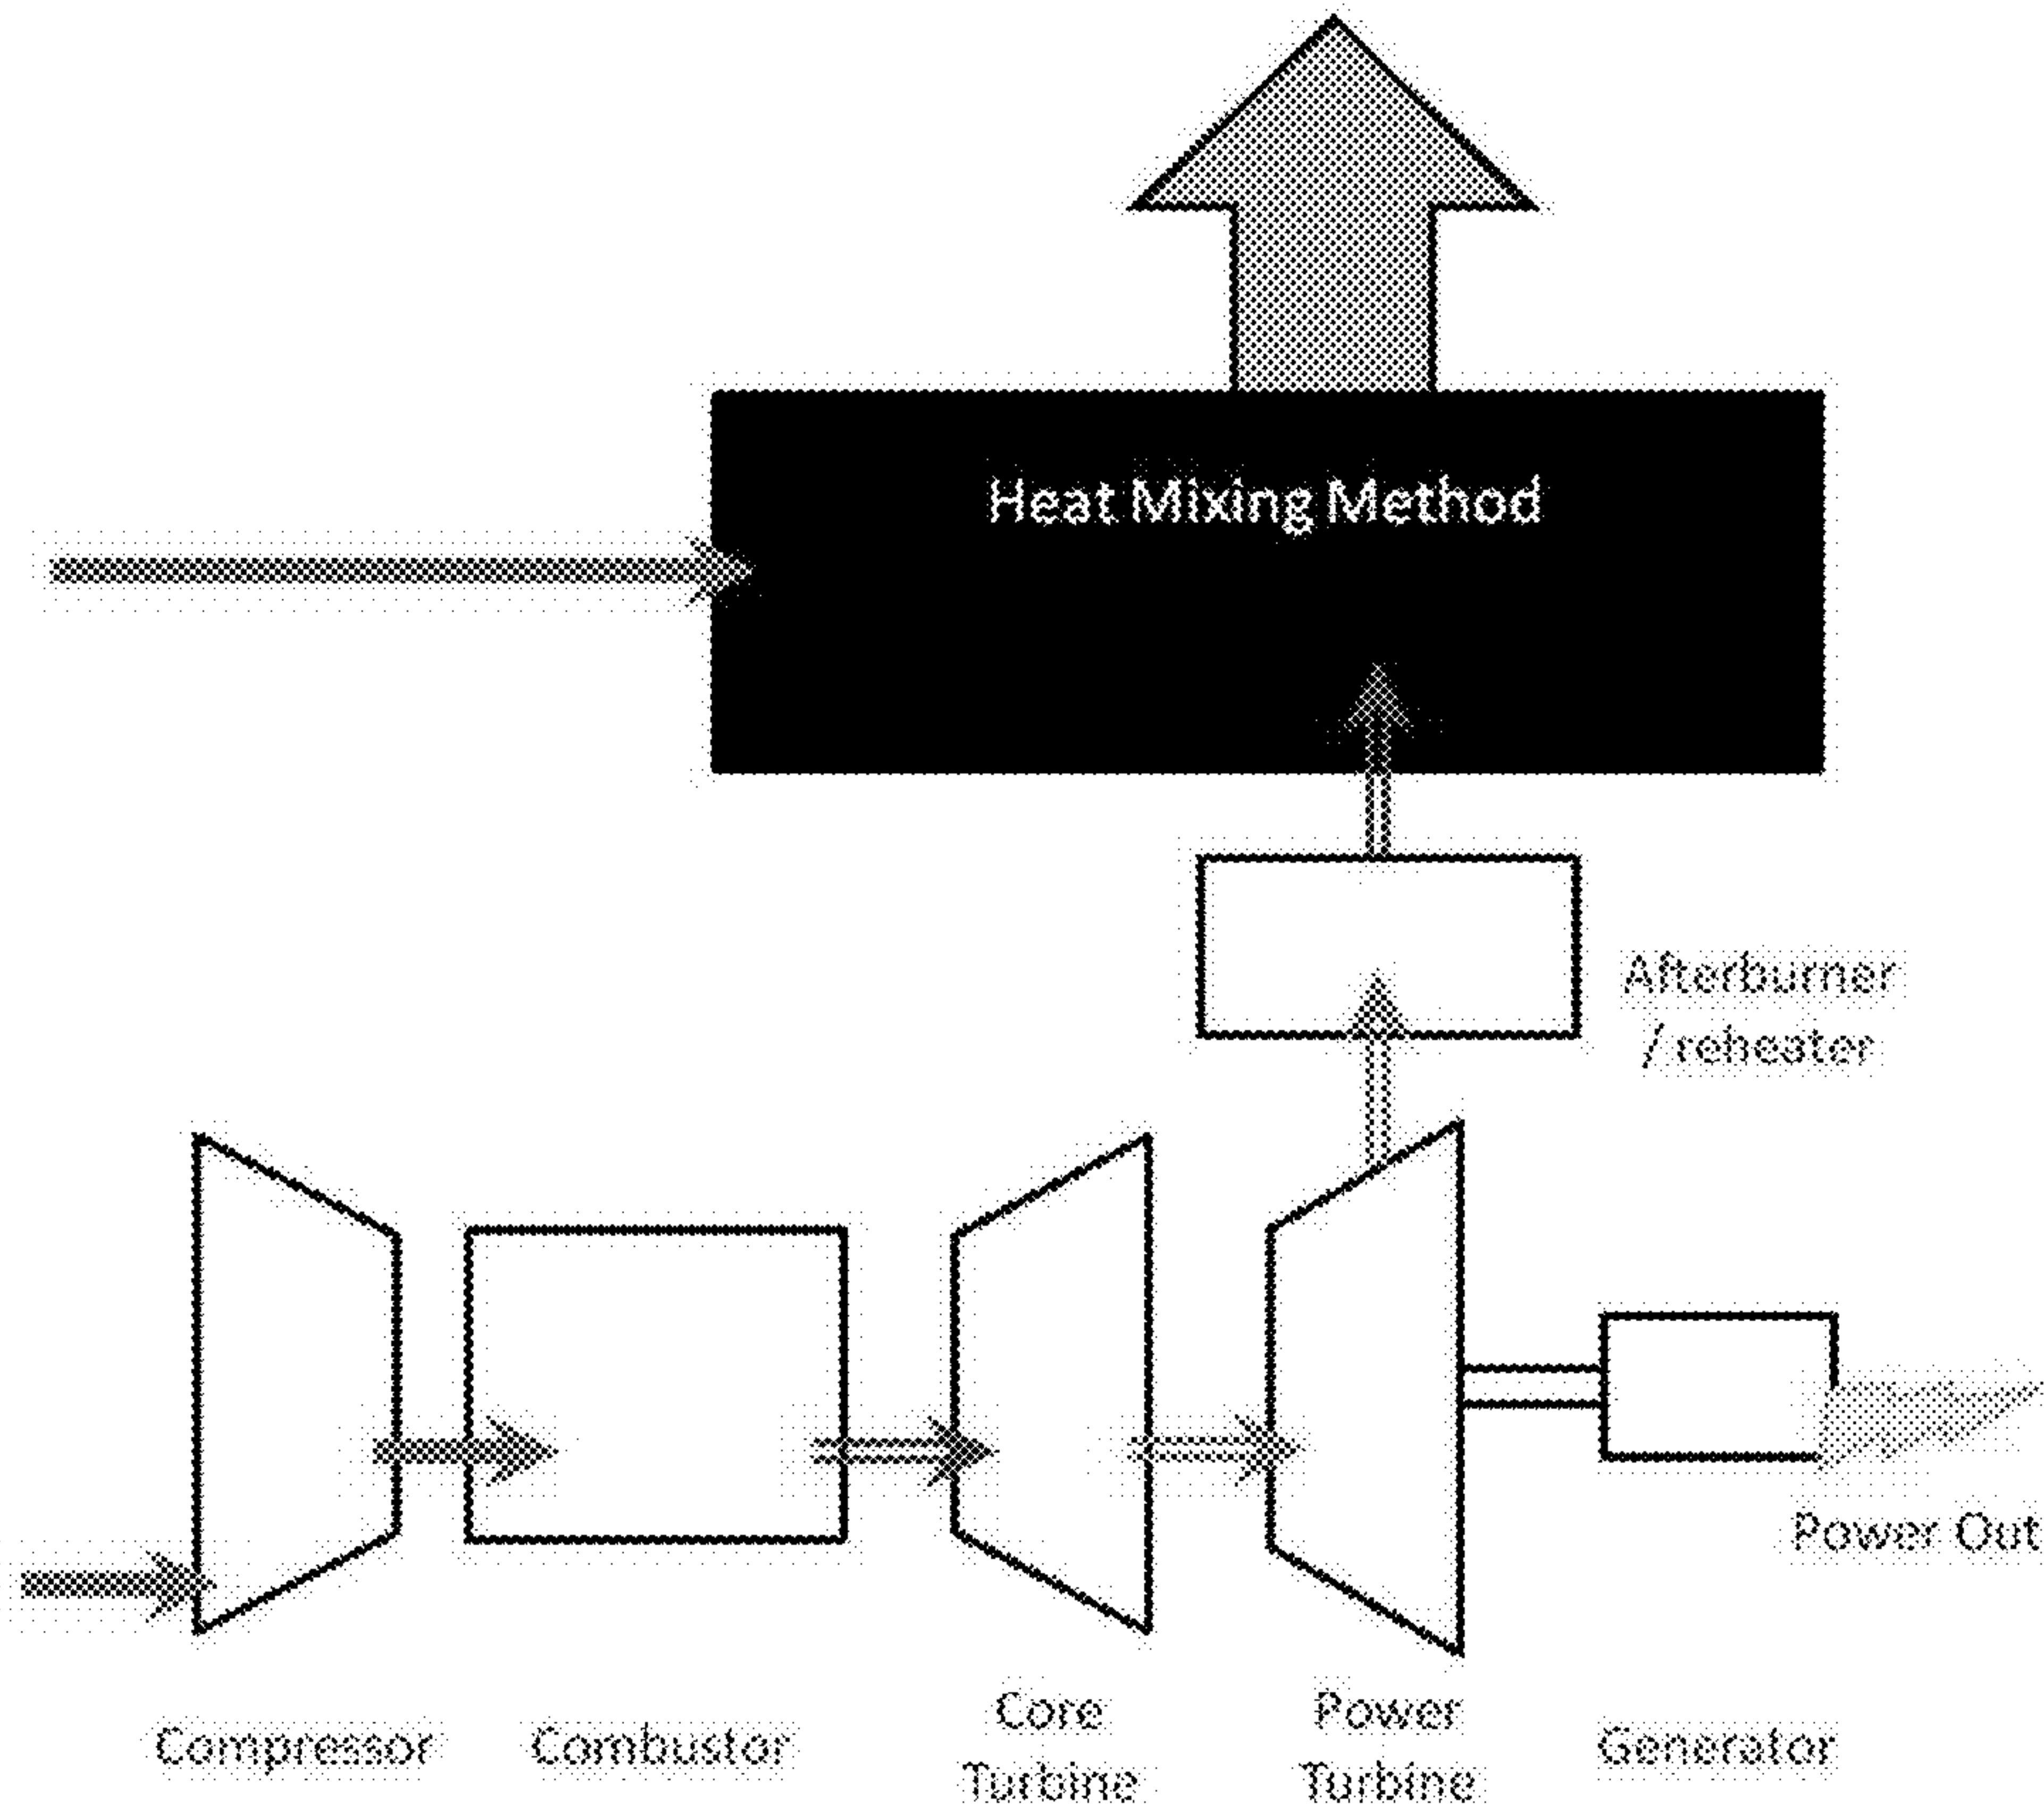 Heat Mixing Method
Afterburner
/ reheater
Power Out
Compressor
Combustor
Core
Turbine
Power
Turbine
Generator